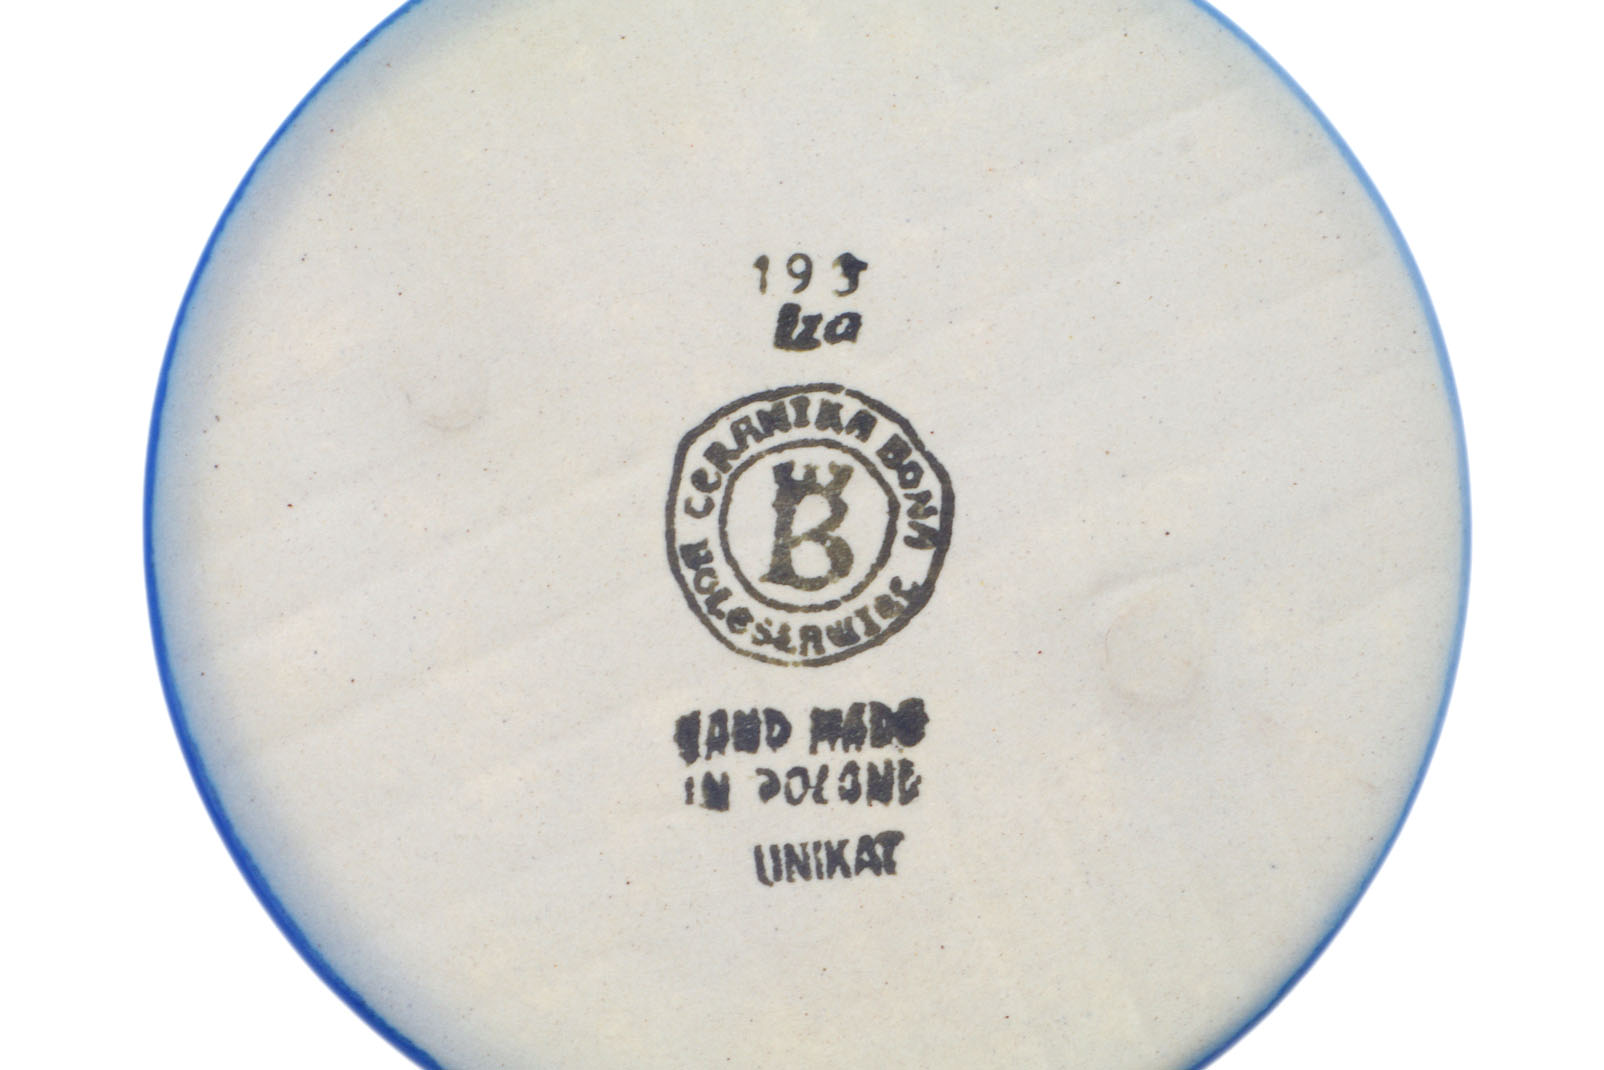 193
Iza
CERAMIKA BONA
BOLESŁAWIEC
B
HAND MADE
IN POLAND
UNIKAT